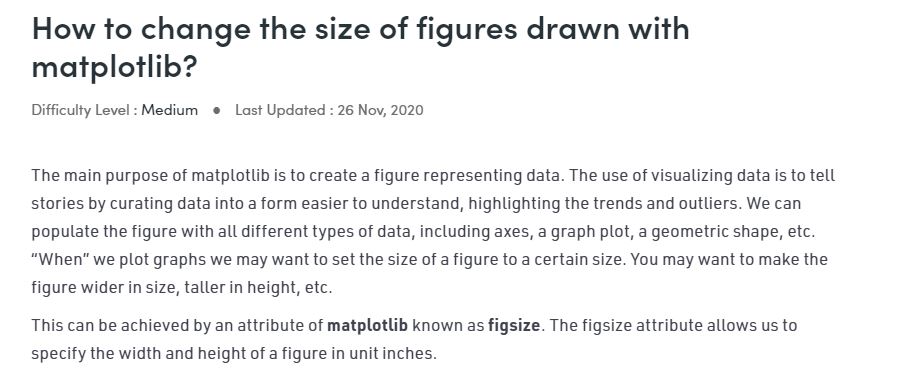 How to change the size of figures drawn with
matplotlib?
Difficulty Level : Medium ● Last Updated : 26 Nov, 2020
The main purpose of matplotlib is to create a figure representing data. The use of visualizing data is to tell
stories by curating data into a form easier to understand, highlighting the trends and outliers. We can
populate the figure with all different types of data, including axes, a graph plot, a geometric shape, etc.
“When” we plot graphs we may want to set the size of a figure to a certain size. You may want to make the
figure wider in size, taller in height, etc.
This can be achieved by an attribute of matplotlib known as figsize. The figsize attribute allows us to
specify the width and height of a figure in unit inches.